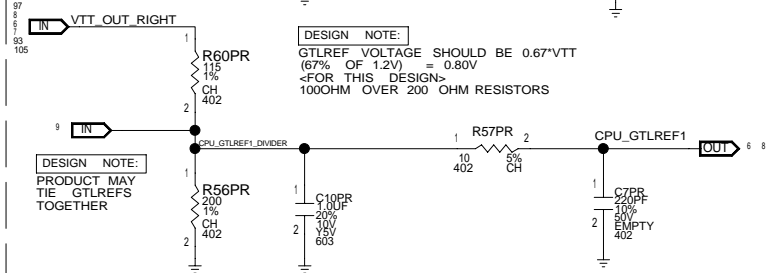 97
8
6
7
93
105
IN
VTT_OUT_RIGHT
1
R60PR
115
1%
CH
402
2
DESIGN NOTE:
GTLREF VOLTAGE SHOULD BE 0.67*VTT
(67% OF 1.2V) = 0.80V
<FOR THIS DESIGN>
100OHM OVER 200 OHM RESISTORS
9
IN
CPU_GTLREF1_DIVIDER
DESIGN NOTE:
PRODUCT MAY
TIE GTLREFS
TOGETHER
1
R56PR
200
1%
CH
402
2
1
C10PR
1.0UF
20%
10V
Y5V
603
2
1
R57PR
2
10
5%
402
CH
CPU_GTLREF1
OUT
6 8
1
C7PR
220PF
10%
50V
EMPTY
402
2